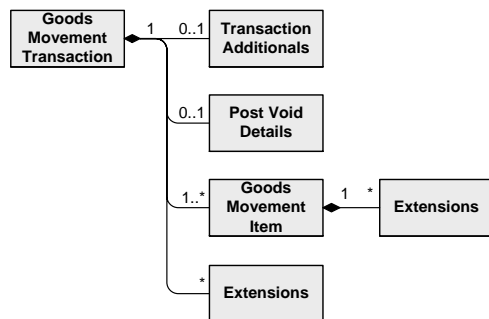 Goods
Movement
Transaction
1
0..1
Transaction
Additionals
0..1
Post Void
Details
1..*
Goods
Movement
Item
1
*
Extensions
*
Extensions